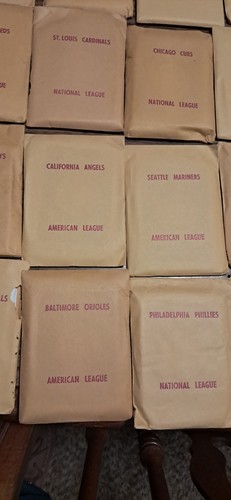 ST. LOUIS CARDINALS
NATIONAL LEAGUE
CHICAGO CUBS
NATIONAL LEAGUE
CALIFORNIA ANGELS
AMERICAN LEAGUE
SEATTLE MARINERS
AMERICAN LEAGUE
BALTIMORE ORIOLES
AMERICAN LEAGUE
PHILADELPHIA PHILLIES
NATIONAL LEAGUE